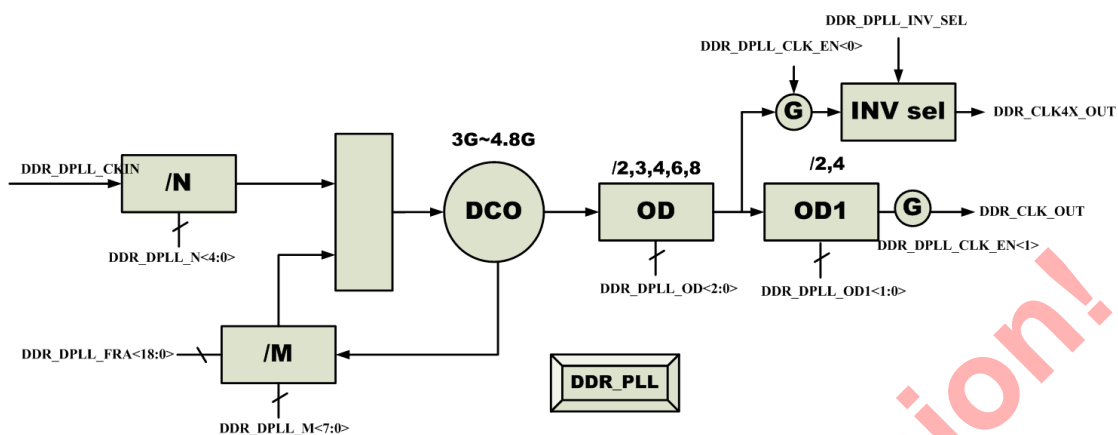 DDR_DPLL_INV_SEL
DDR_DPLL_CLK_EN<0>
G
INV sel
DDR_CLK4X_OUT
3G~4.8G
DDR_DPLL_CKIN
/N
/2,3,4,6,8
/2,4
DCO
OD
OD1
G
DDR_CLK_OUT
DDR_DPLL_CLK_EN<1>
DDR_DPLL_N<4:0>
DDR_DPLL_OD<2:0>
DDR_DPLL_OD1<1:0>
DDR_DPLL_FRA<18:0>
/M
DDR_PLL
DDR_DPLL_M<7:0>
ion!